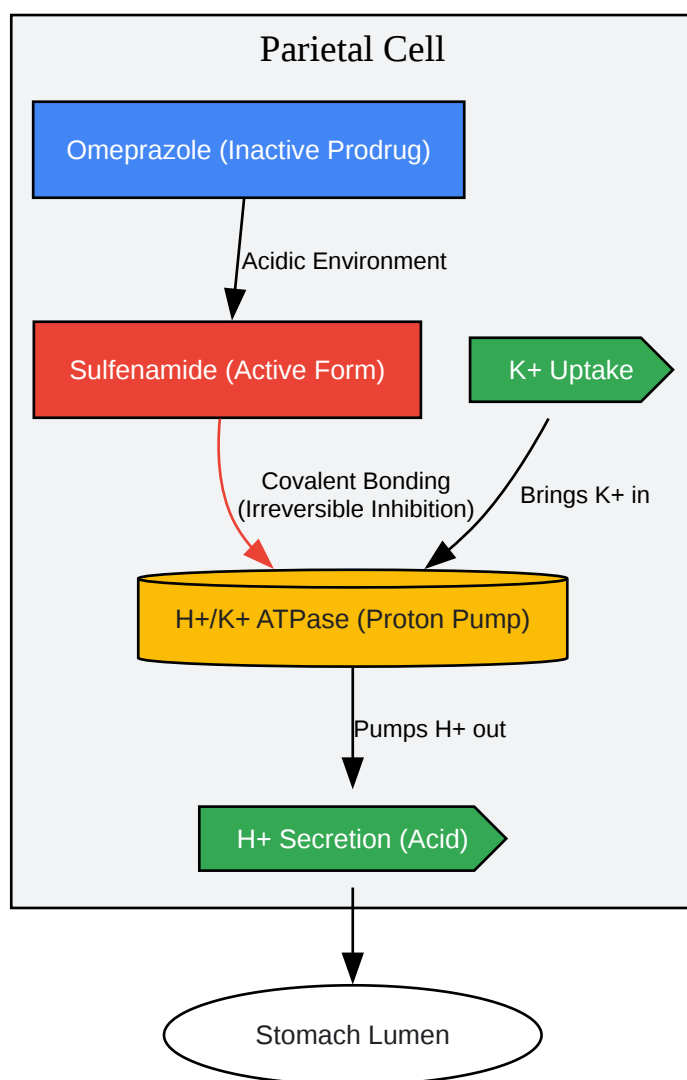 Parietal Cell
Omeprazole (Inactive Prodrug)
Acidic Environment
Sulfenamide (Active Form)
K+ Uptake
Covalent Bonding
(Irreversible Inhibition)
Brings K+ in
H+/K+ ATPase (Proton Pump)
Pumps H+ out
H+ Secretion (Acid)
Stomach Lumen